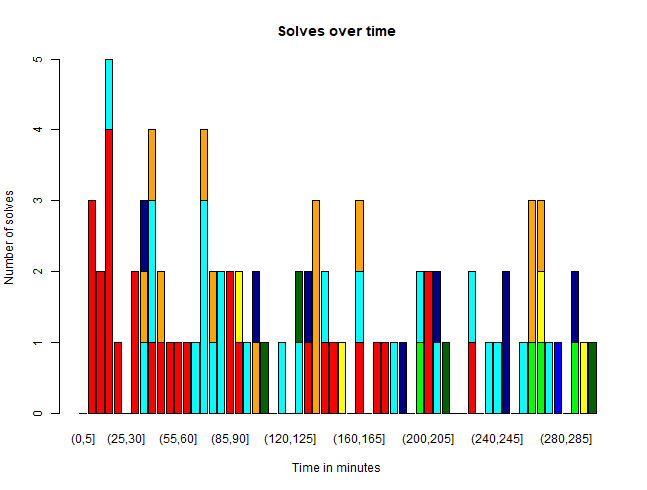 Solves over time
Number of solves
5
4
3
2
1
0
(0,5] (25,30] (55,60] (85,90] (120,125] (160,165] (200,205] (240,245] (280,285]
Time in minutes